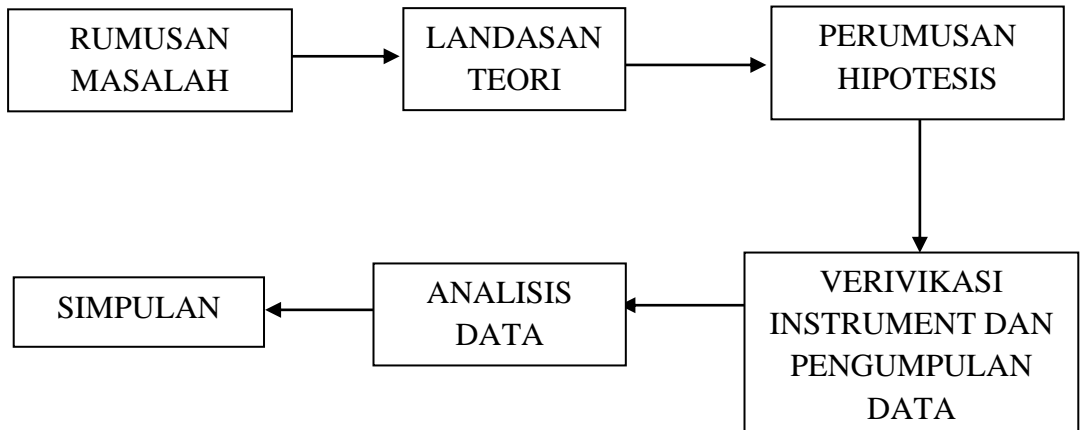 RUMUSAN
MASALAH
LANDASAN
TEORI
PERUMUSAN
HIPOTESIS
VERIVIKASI
INSTRUMENT DAN
PENGUMPULAN
DATA
ANALISIS
DATA
SIMPULAN